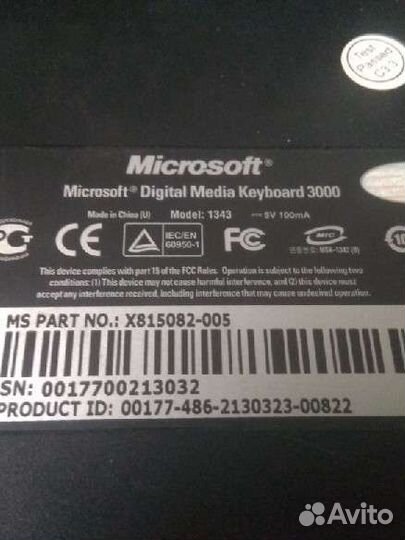 Test
Passed
C3 3
Microsoft®
Microsoft® Digital Media Keyboard 3000
Made in China (U) Model: 1343 5V 100mA
IEC/EN
60950-1
FC
MIC
This device complies with part 15 of the FCC Rules. Operation is subject to the following two
conditions: (1) This device may not cause harmful interference, and (2) this device must
accept any interference received, including interference that may cause undesired operation.
MS PART NO.: X815082-005
SN: 0017700213032
PRODUCT ID: 00177-486-2130323-00822
Avito